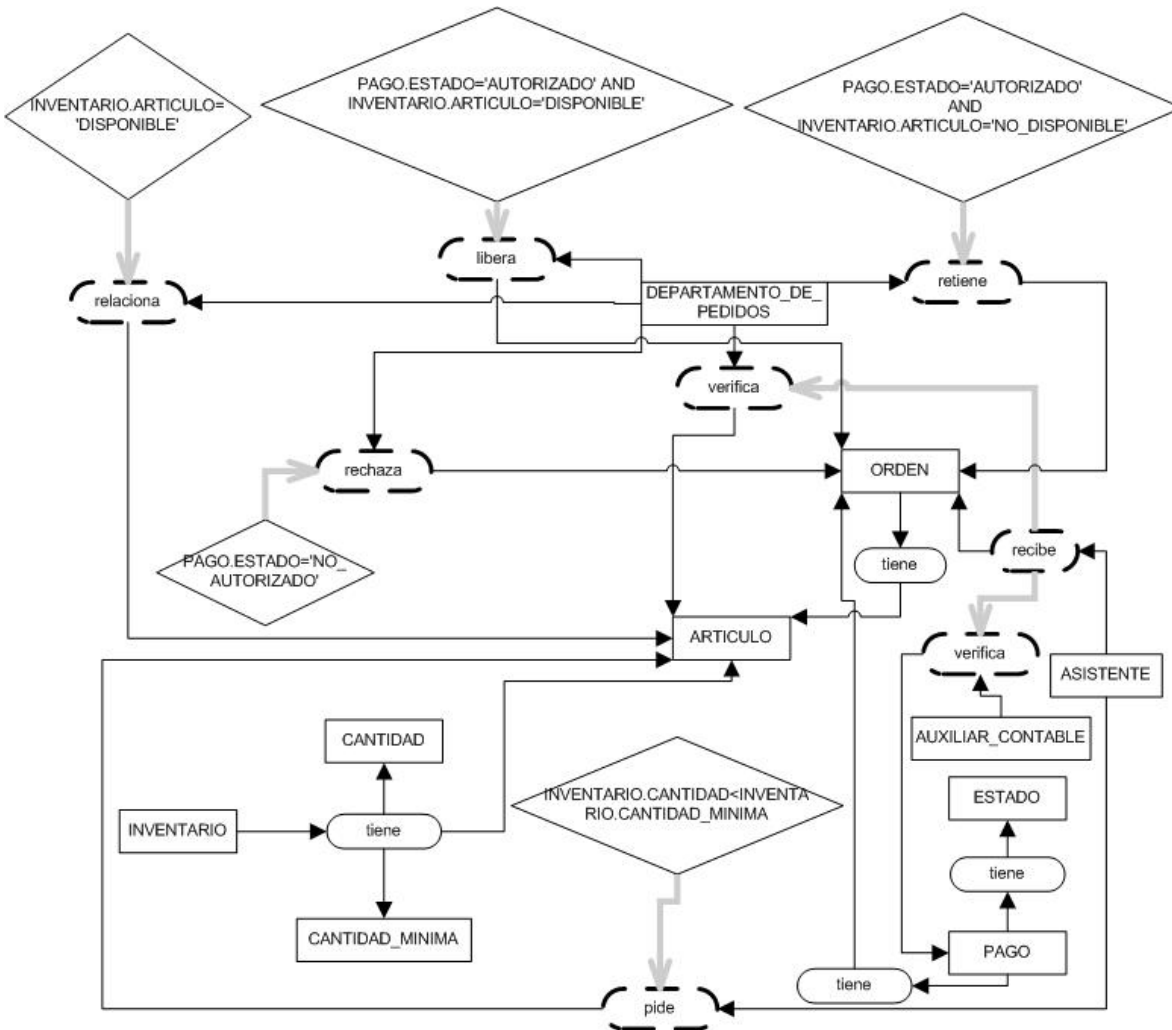 INVENTARIO.ARTICULO=
'DISPONIBLE'
PAGO.ESTADO='AUTORIZADO' AND
INVENTARIO.ARTICULO='DISPONIBLE'
PAGO.ESTADO='AUTORIZADO'
AND
INVENTARIO.ARTICULO='NO_DISPONIBLE'
libera
relaciona
retiene
DEPARTAMENTO_DE_
PEDIDOS
verifica
rechaza
ORDEN
PAGO.ESTADO='NO_
AUTORIZADO'
tiene
recibe
ARTICULO
verifica
ASISTENTE
AUXILIAR_CONTABLE
CANTIDAD
INVENTARIO.CANTIDAD<INVENTA
RIO.CANTIDAD_MINIMA
ESTADO
INVENTARIO
tiene
tiene
CANTIDAD_MINIMA
PAGO
tiene
pide